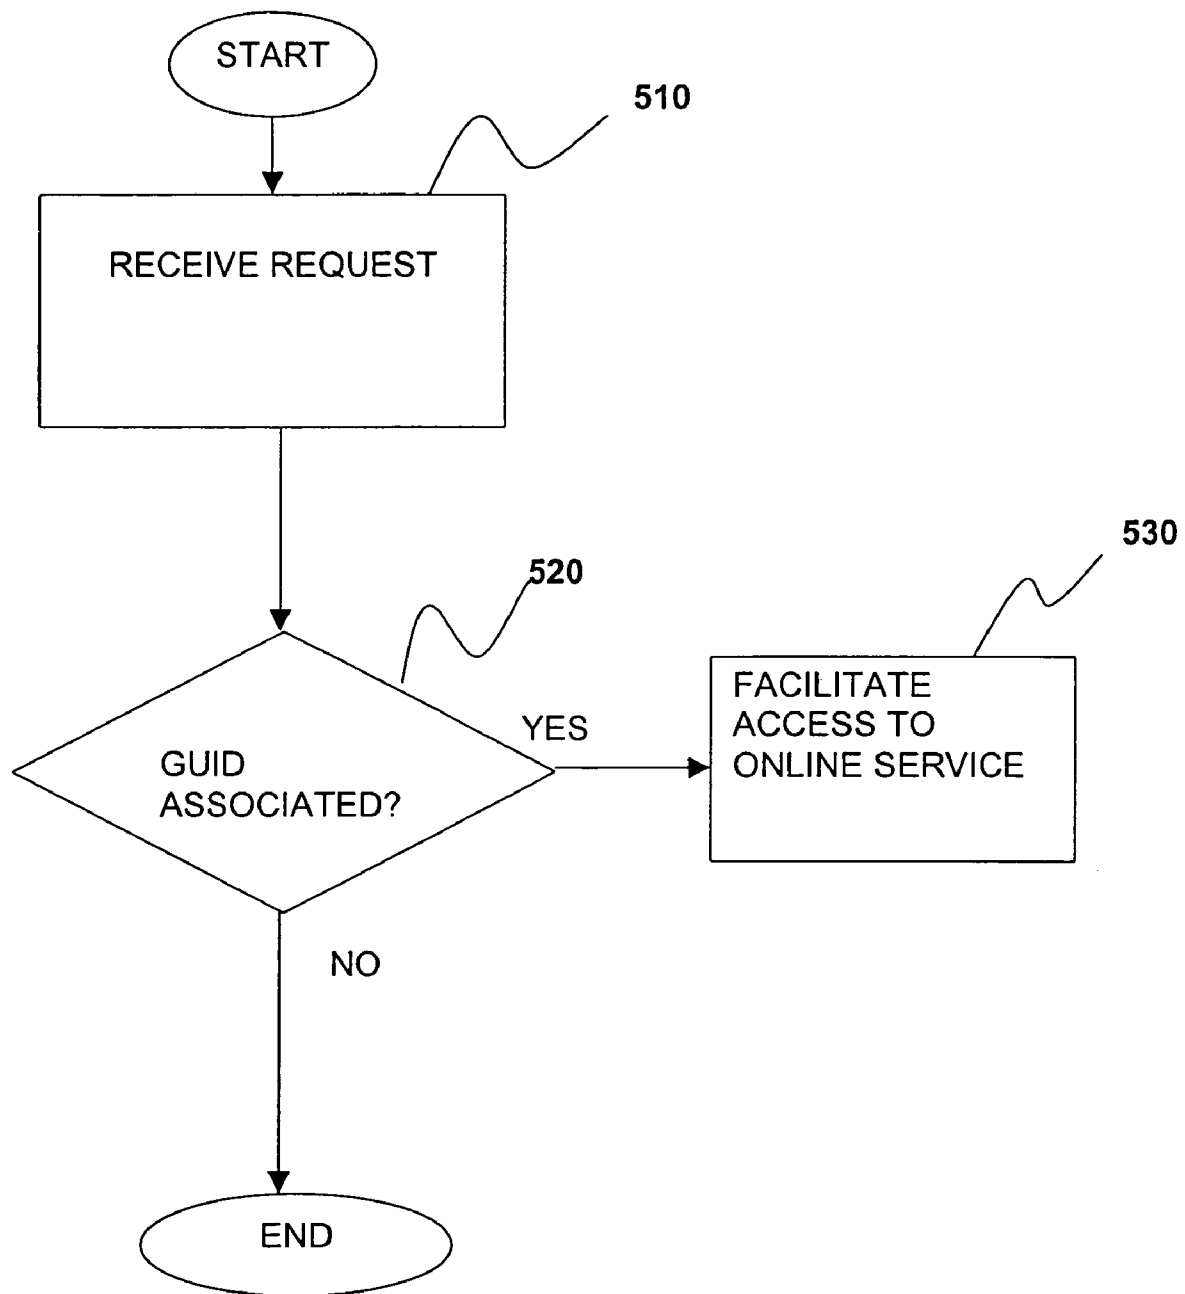 START
510
RECEIVE REQUEST
530
520
FACILITATE
ACCESS TO
ONLINE SERVICE
YES
GUID
ASSOCIATED?
NO
END